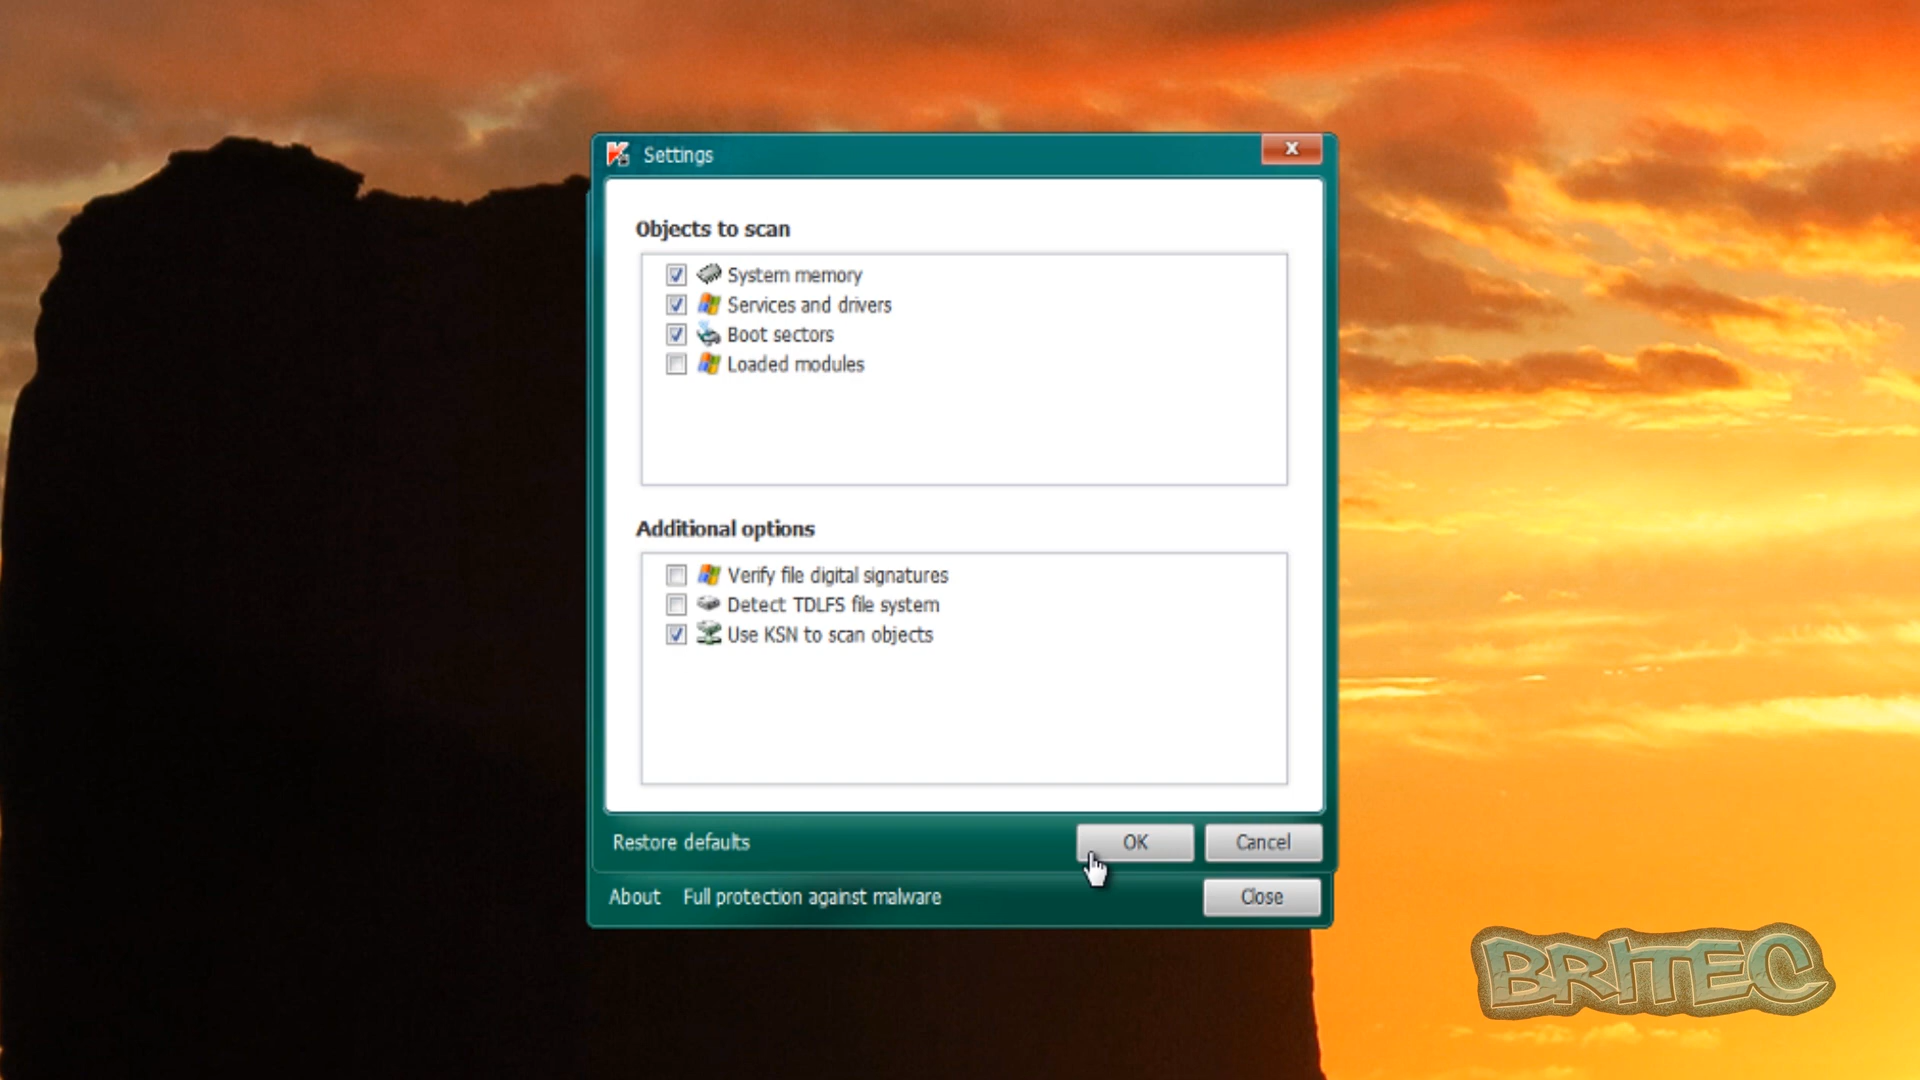 Settings
x
Objects to scan
System memory
Services and drivers
Boot sectors
Loaded modules
Additional options
Verify file digital signatures
Detect TDLFS file system
Use KSN to scan objects
Restore defaults
OK
Cancel
About
Full protection against malware
Close
BRITEC